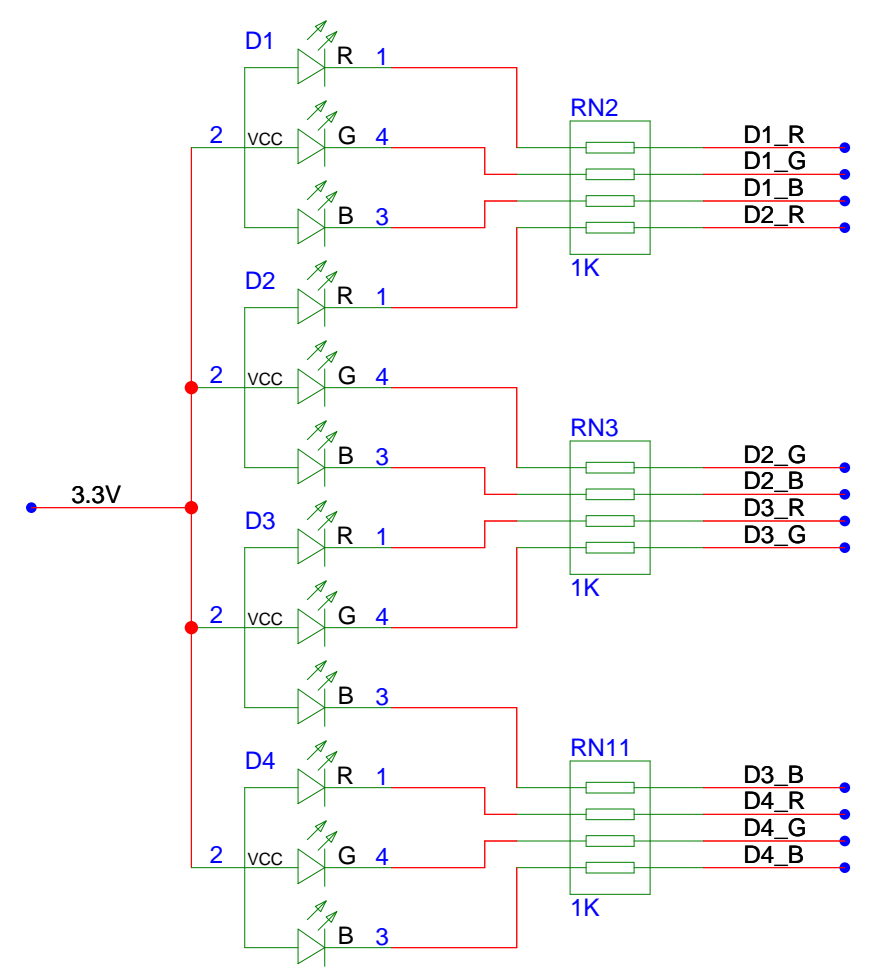 D1
R 1
RN2
2 VCC G 4
D1_R
D1_G
D1_B
B 3
D2_R
1K
D2
R 1
2 VCC G 4
RN3
B 3
D2_G
D2_B
3.3V
D3
R 1
D3_R
D3_G
1K
2 VCC G 4
B 3
RN11
D4
R 1
D3_B
D4_R
D4_G
2 VCC G 4
D4_B
1K
B 3